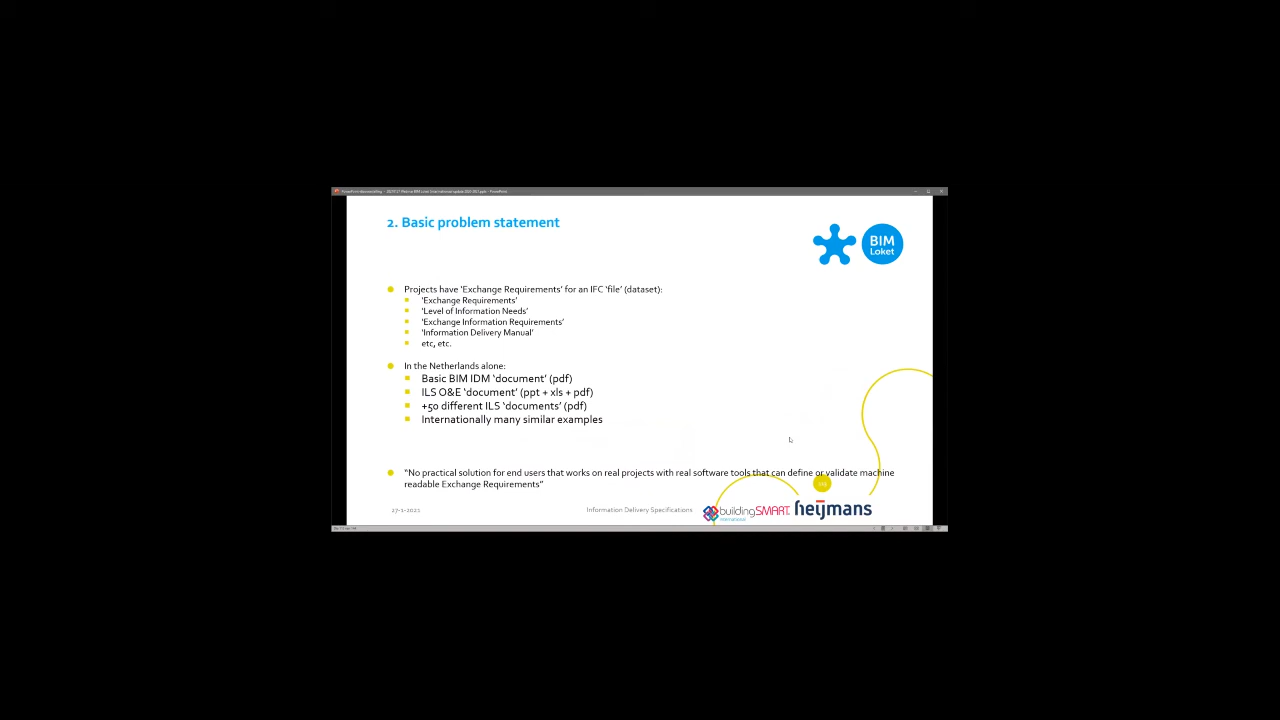 2. Basic problem statement
BIM
Loket
Projects have ‘Exchange Requirements’ for an IFC ‘file’ (dataset):
‘Exchange Requirements’
‘Level of Information Needs’
‘Exchange Information Requirements’
‘Information Delivery Manual’
etc, etc.
In the Netherlands alone:
Basic BIM IDM ‘document’ (pdf)
ILS O&E ‘document’ (ppt + xls + pdf)
+50 different ILS ‘documents’ (pdf)
Internationally many similar examples
“No practical solution for end users that works on real projects with real software tools that can define or validate machine
readable Exchange Requirements”
Information Delivery Specifications
buildingSMART
International
heijmans